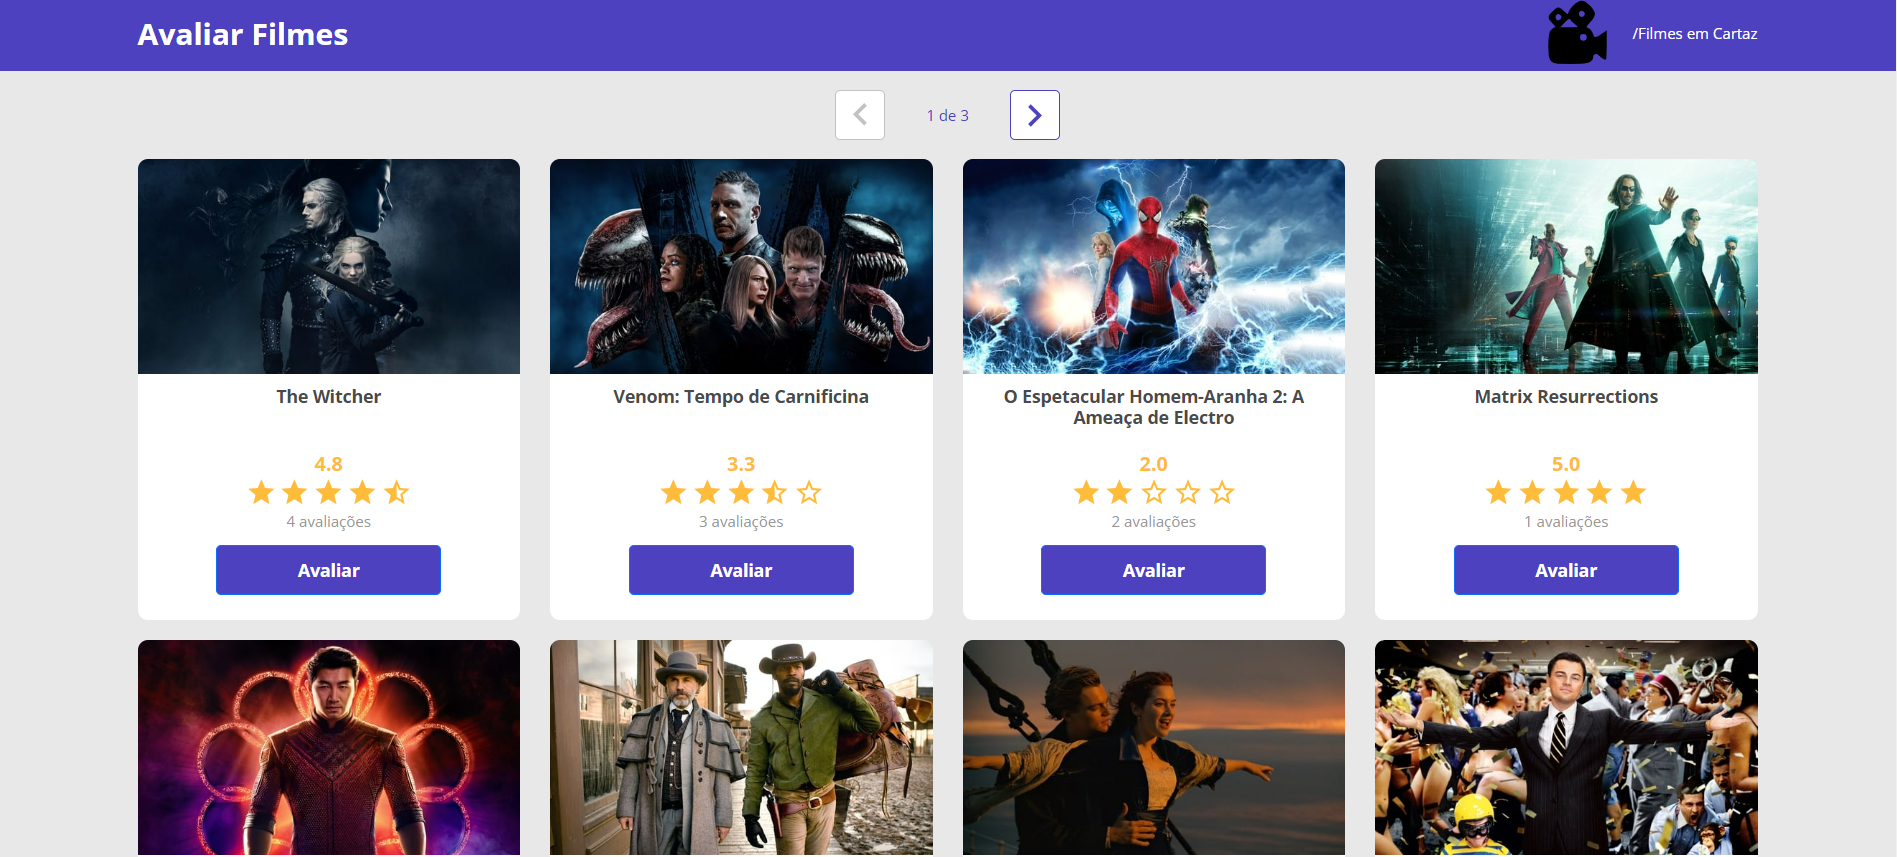 Avaliar Filmes
/Filmes em Cartaz
1 de 3
The Witcher
4.8
4 avaliações
Avaliar
Venom: Tempo de Carnificina
3.3
3 avaliações
Avaliar
O Espetacular Homem-Aranha 2: A
Ameaça de Electro
2.0
2 avaliações
Avaliar
Matrix Resurrections
5.0
1 avaliações
Avaliar